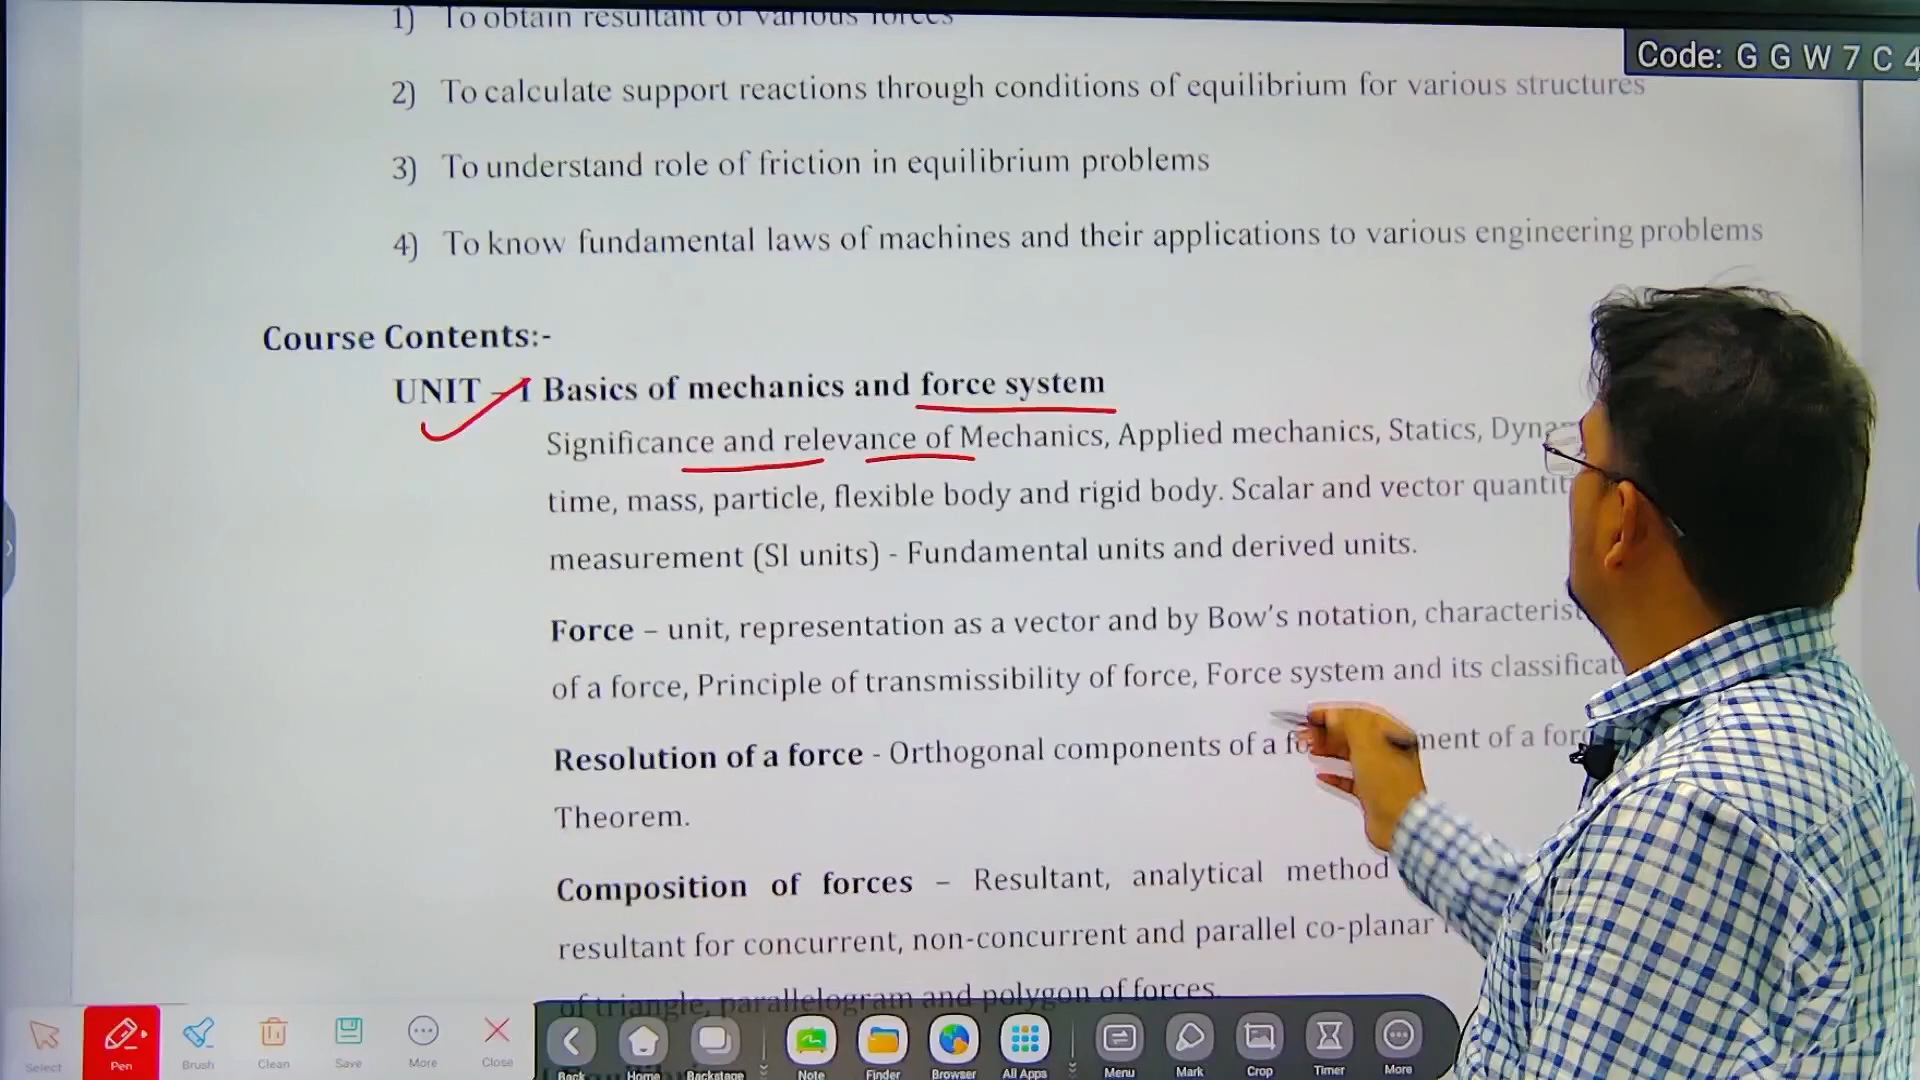 1) To obtain resultant of various forces
Code: G G W 7 C 4
2) To calculate support reactions through conditions of equilibrium for various structures
3) To understand role of friction in equilibrium problems
4) To know fundamental laws of machines and their applications to various engineering problems
Course Contents:-
UNIT – I Basics of mechanics and force system
Significance and relevance of Mechanics, Applied mechanics, Statics,
time, mass, particle, flexible body and rigid body. Scalar and vector
measurement (SI units) - Fundamental units and derived units.
Force – unit, representation as a vector and by Bow's notation,
of a force, Principle of transmissibility of force, Force system and its
Resolution of a force - Orthogonal components of a of a
Theorem.
Composition of forces – Resultant, analytical method
resultant for concurrent, non-concurrent and parallel co-planar
of triangle, parallelogram and polygon of forces.
Select Pen Brush Clean Save More Close Back Home Backstage Note Finder Browser All Apps Menu Mark Crop Timer More